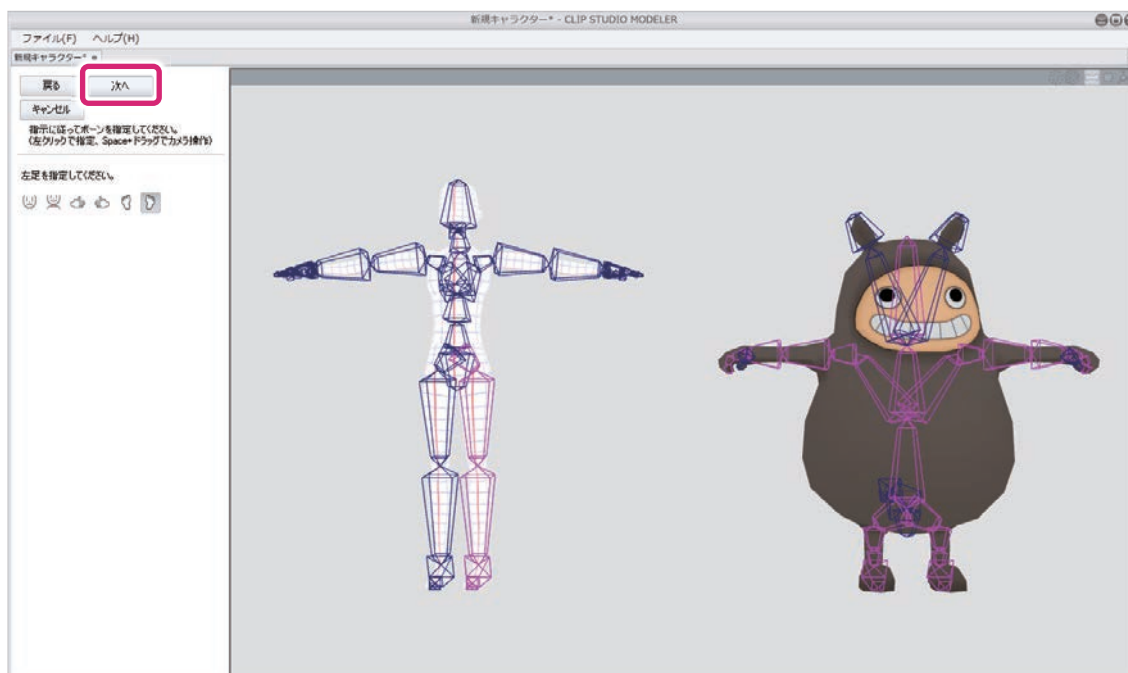 新規キャラクター* - CLIP STUDIO MODELER
ファイル(F) ヘルプ(H)
新規キャラクター*
戻る 次へ
キャンセル
指示に従ってボーンを指定してください。
(左クリックで指定、Space+ドラッグでカメラ操作)
左足を指定してください。